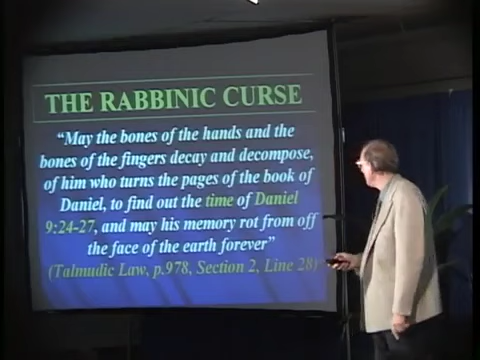 THE RABBINIC CURSE
“May the bones of the hands and the
bones of the fingers decay and decompose,
of him who turns the pages of the book of
Daniel, to find out the time of Daniel
9:24-27, and may his memory rot from off
the face of the earth forever”
(Talmudic Law, p.978, Section 2, Line 28)